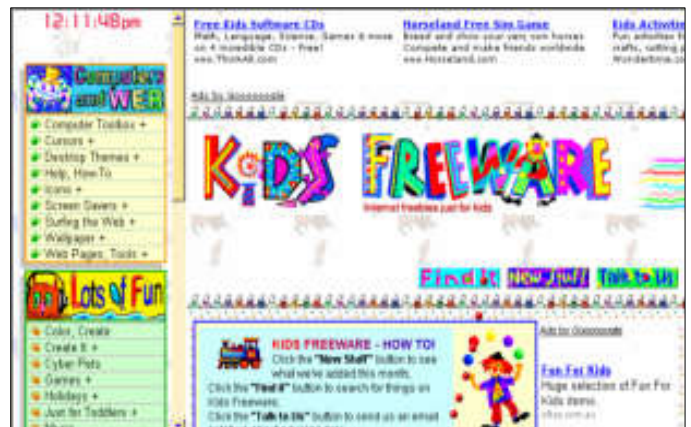 12:11:48pm
Computers
and WEB
Computer Toolbox +
Cursors +
Desktop Themes +
Help, How-To
Icons +
Screen Savers +
Surfing the Web +
Wallpaper +
Web Pages, Tools +
Lots of Fun
Color, Create
Create It +
Cyber Pets
Games +
Holidays +
Just for Toddlers +
Free Kids Software CDs
Math, Language, Science, Games & more
on 4 incredible CDs - Free!
www.ThinkAll.com
Horseland Free Sim Game
Breed and show your very own horses
Compete and make friends worldwide
www.Horseland.com
Kids Activitie
Fun activities f
crafts, cutting p
Wondertime.co
Ads by Goooooogle
KiDS FREEWARE
Internet freebies just for kids
Find it New Stuff Talk to Us
KIDS FREEWARE - HOW TO!
Click the "New Stuff" button to see
what we've added this month.
Click the "Find it" button to search for things on
Kids Freeware.
Click the "Talk to Us" button to send us an email
Ads by Goooooogle
Fun For Kids
Huge selection of Fun For
Kids items.